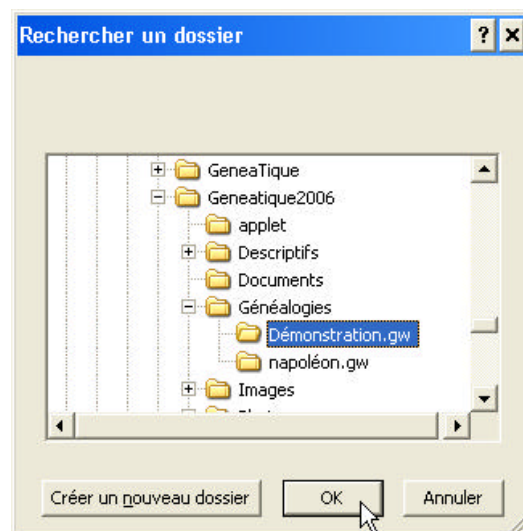 Rechercher un dossier
GeneaTique
Geneatique2006
applet
Descriptifs
Documents
Généalogies
Démonstration.gw
napoléon.gw
Images
Créer un nouveau dossier OK Annuler